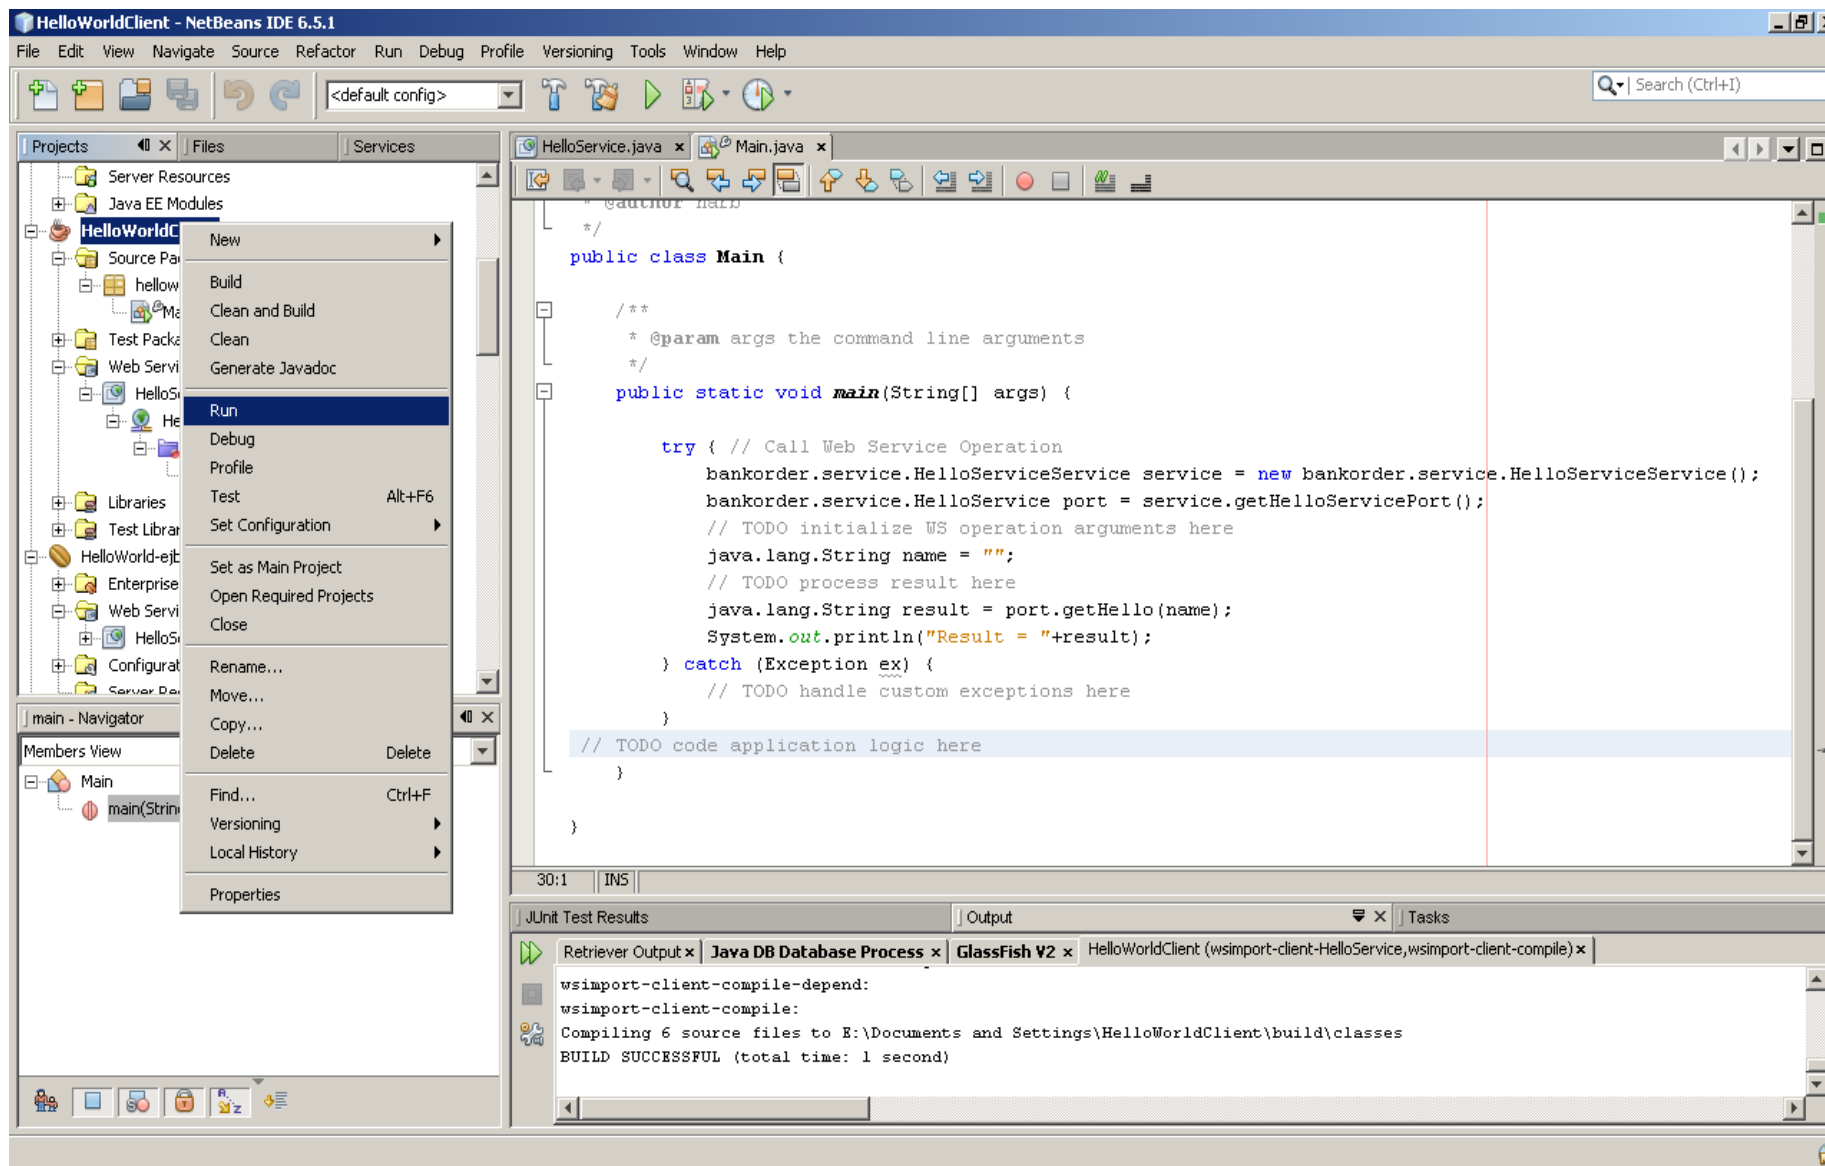 HelloWorldClient - NetBeans IDE 6.5.1
File Edit View Navigate Source Refactor Run Debug Profile Versioning Tools Window Help
<default config>
Search (Ctrl+I)
Projects Files Services
Server Resources
Java EE Modules
HelloWorldC
Source Pa
hellow
Ma
Test Packa
Web Servi
HelloS
He
Libraries
Test Librar
HelloWorld-ejb
Enterprise
Web Servi
HelloS
Configurat
New
Build
Clean and Build
Clean
Generate Javadoc
Run
Debug
Profile
Test Alt+F6
Set Configuration
Set as Main Project
Open Required Projects
Close
Rename...
Move...
Copy...
Delete Delete
Find... Ctrl+F
Versioning
Local History
Properties
main - Navigator
Members View
Main
main(Strin
HelloService.java Main.java
* @author harb
*/
public class Main {
/**
* @param args the command line arguments
*/
public static void main(String[] args) {
try { // Call Web Service Operation
bankorder.service.HelloServiceService service = new bankorder.service.HelloServiceService();
bankorder.service.HelloService port = service.getHelloServicePort();
// TODO initialize WS operation arguments here
java.lang.String name = "";
// TODO process result here
java.lang.String result = port.getHello(name);
System.out.println("Result = "+result);
} catch (Exception ex) {
// TODO handle custom exceptions here
}
// TODO code application logic here
}
}
30:1 INS
JUnit Test Results Output Tasks
Retriever Output Java DB Database Process GlassFish V2 HelloWorldClient (wsimport-client-HelloService,wsimport-client-compile)
wsimport-client-compile-depend:
wsimport-client-compile:
Compiling 6 source files to E:\Documents and Settings\HelloWorldClient\build\classes
BUILD SUCCESSFUL (total time: 1 second)